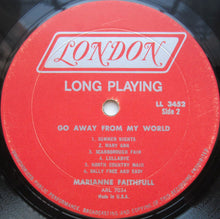 LONDON
LONG PLAYING
LL 3452
Side 2
GO AWAY FROM MY WORLD
1. SUMMER NIGHTS
2. MARY ANN
3. SCARBOROUGH FAIR
4. LULLABYE
5. NORTH COUNTRY MAID
6. SALLY FREE AND EASY
MARIANNE FAITHFULL
ARL 7034
Made in U.S.A.